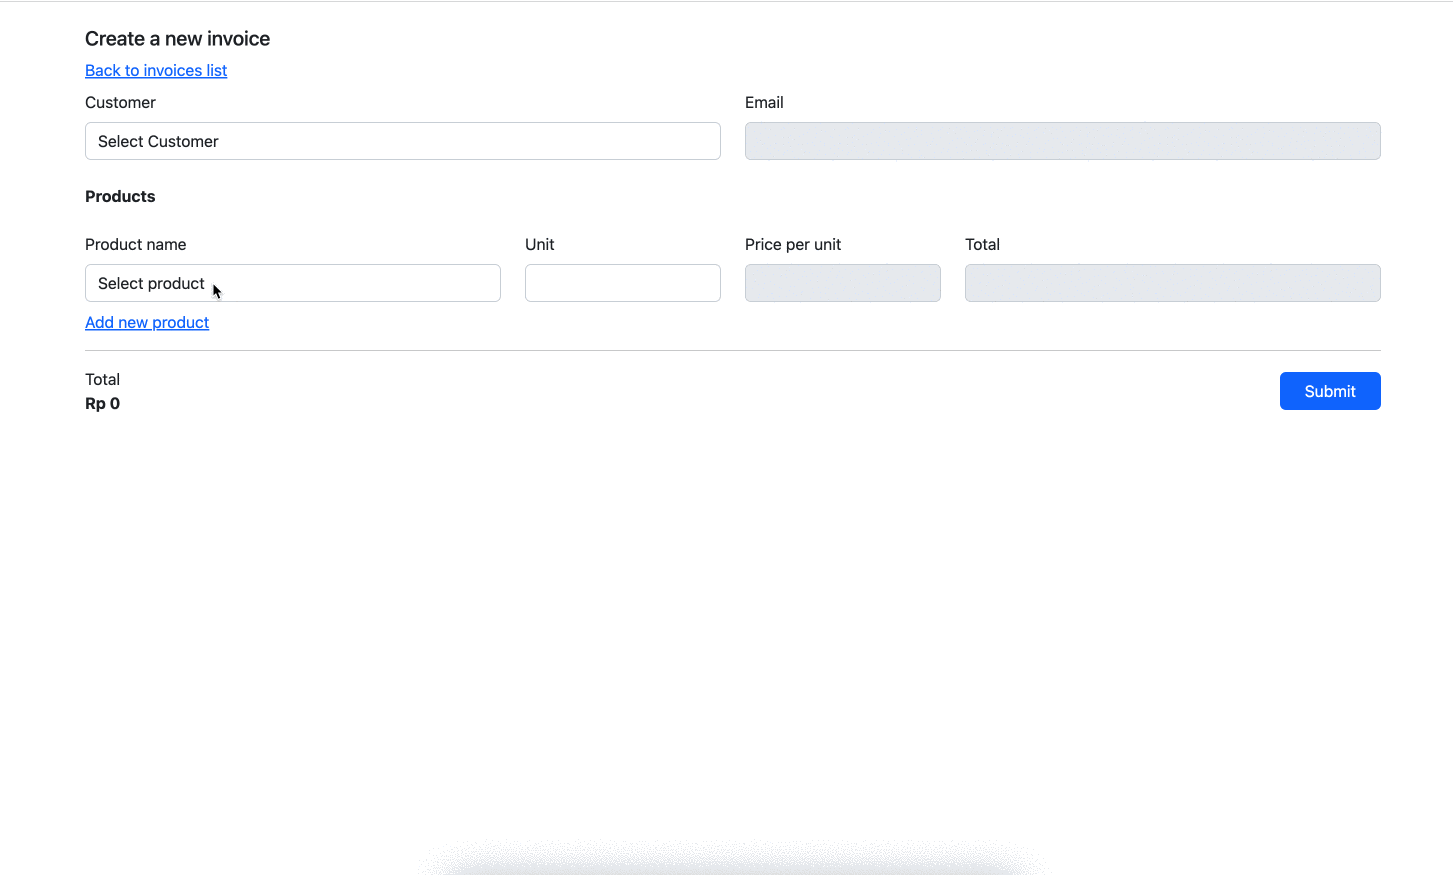 Create a new invoice
Back to invoices list
Customer Email
Select Customer
Products
Product name Unit Price per unit Total
Select product
Add new product
Total
Rp 0
Submit